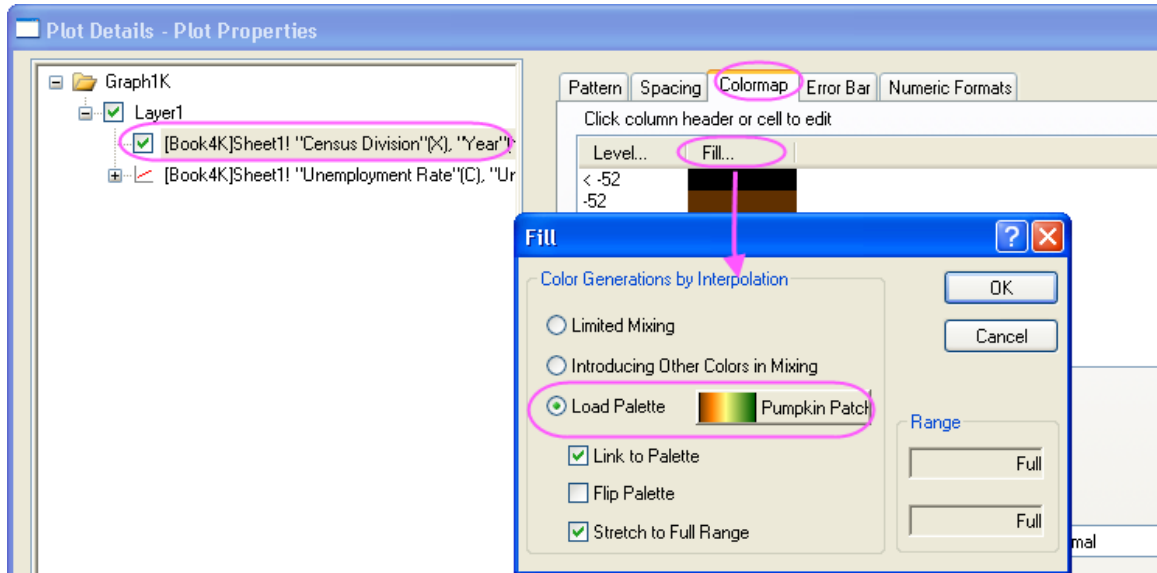 Plot Details - Plot Properties
Graph1K
Layer1
[Book4K]Sheet1! "Census Division"(X), "Year"(
[Book4K]Sheet1! "Unemployment Rate"(C), "Ur
Pattern Spacing Colormap Error Bar Numeric Formats
Click column header or cell to edit
Level... Fill...
< -52
-52
Fill
Color Generations by Interpolation
Limited Mixing
Introducing Other Colors in Mixing
Load Palette Pumpkin Patch
Link to Palette
Flip Palette
Stretch to Full Range
OK
Cancel
Range
Full
Full
mal